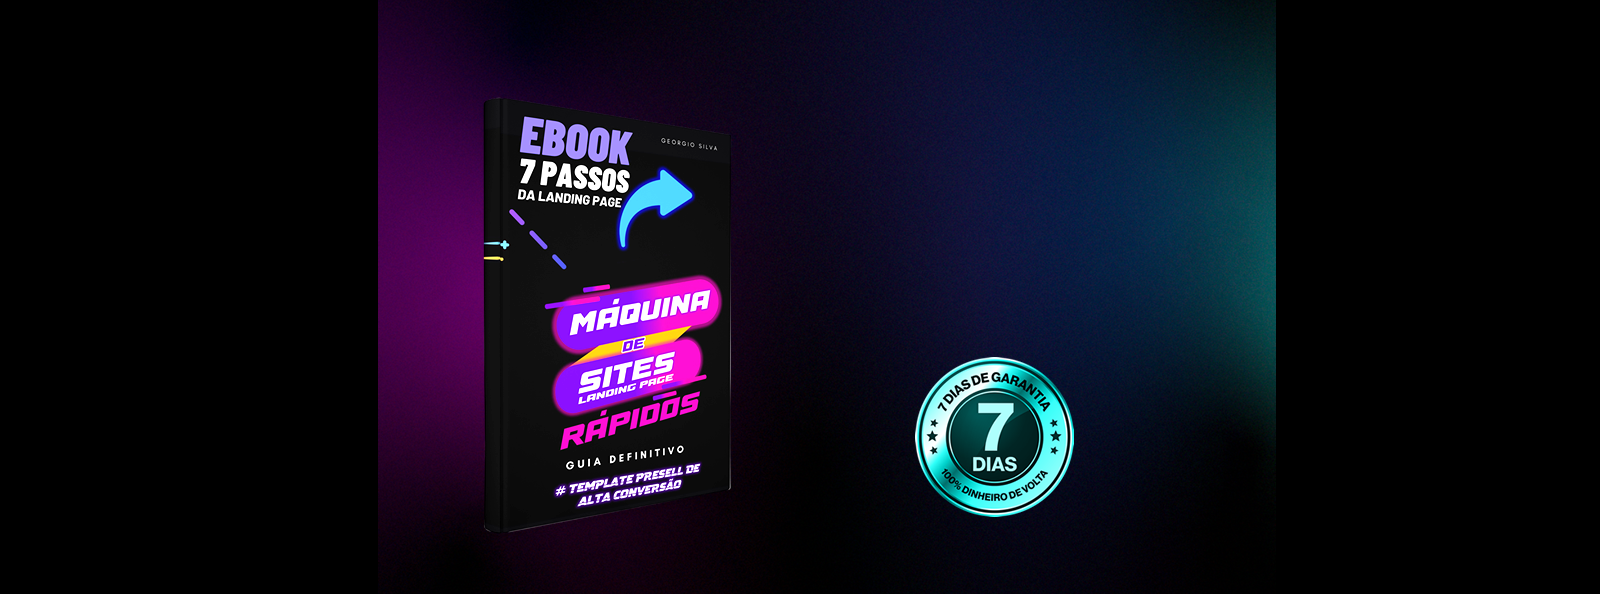 EBOOK
GEORGIO SILVA
7 PASSOS
DA LANDING PAGE
MÁQUINA
DE
SITES
LANDING PAGE
RÁPIDOS
GUIA DEFINITIVO
# TEMPLATE PRESELL DE
ALTA CONVERSÃO
7 DIAS DE GARANTIA
7
DIAS
100% DINHEIRO DE VOLTA